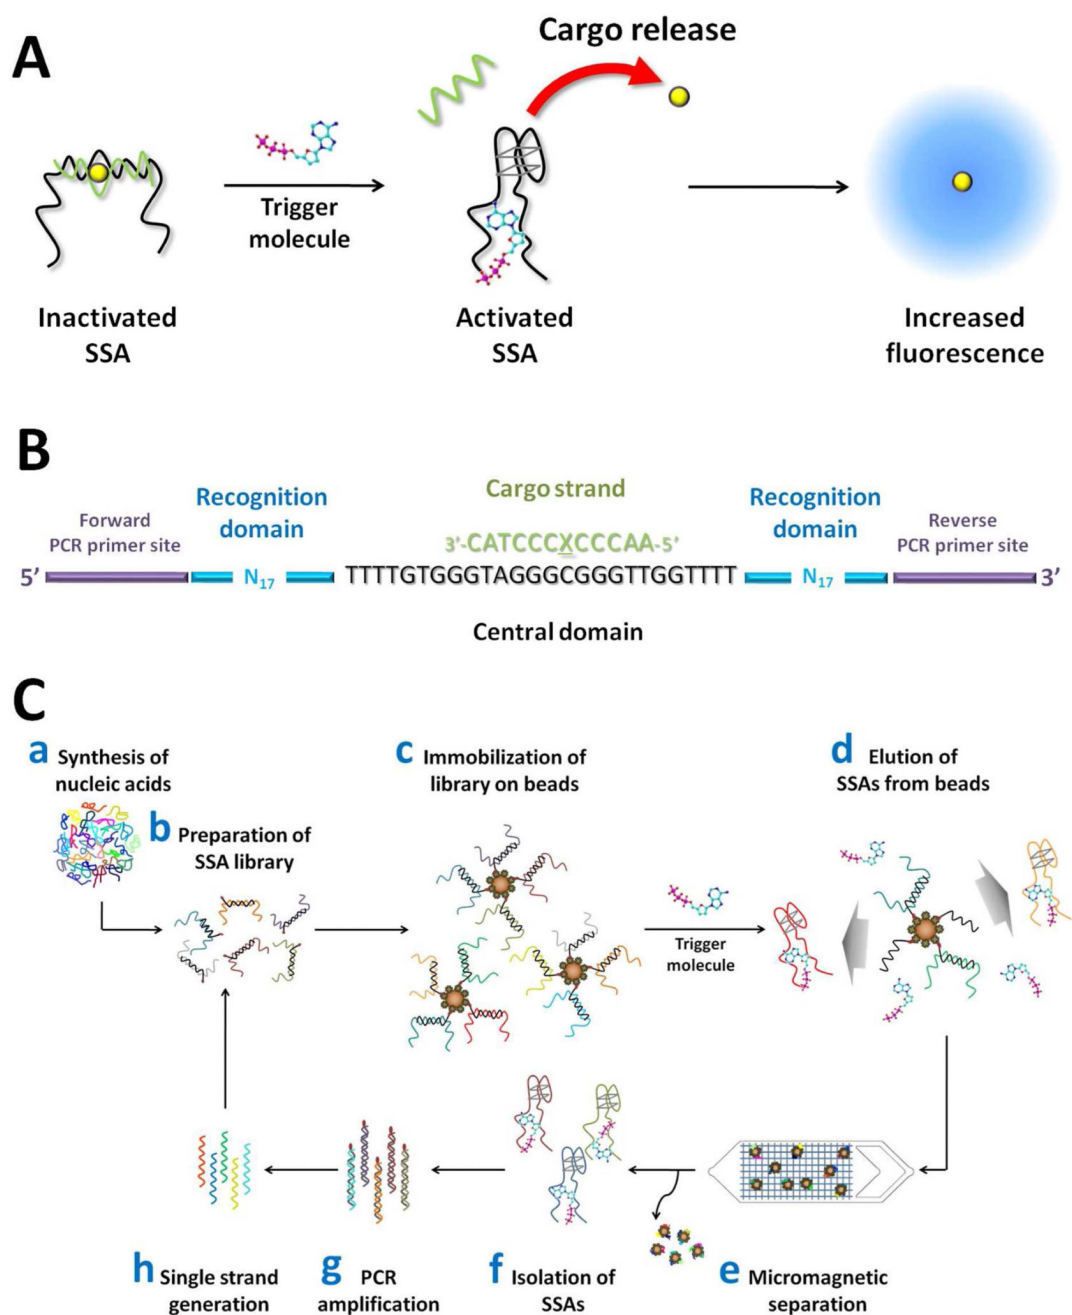 A
Cargo release
Trigger
molecule
Inactivated
SSA
Activated
SSA
Increased
fluorescence
B
Forward
PCR primer site
Recognition
domain
Cargo strand
Recognition
domain
Reverse
PCR primer site
3’-CATCCCXCCCAA-5’
5’
N17
TTTTGTGGGTAGGGCGGGTTGGTTTT
N17
3’
Central domain
C
a Synthesis of
nucleic acids
b Preparation of
SSA library
c Immobilization of
library on beads
Trigger
molecule
d Elution of
SSAs from beads
e Micromagnetic
separation
f Isolation of
SSAs
g PCR
amplification
h Single strand
generation